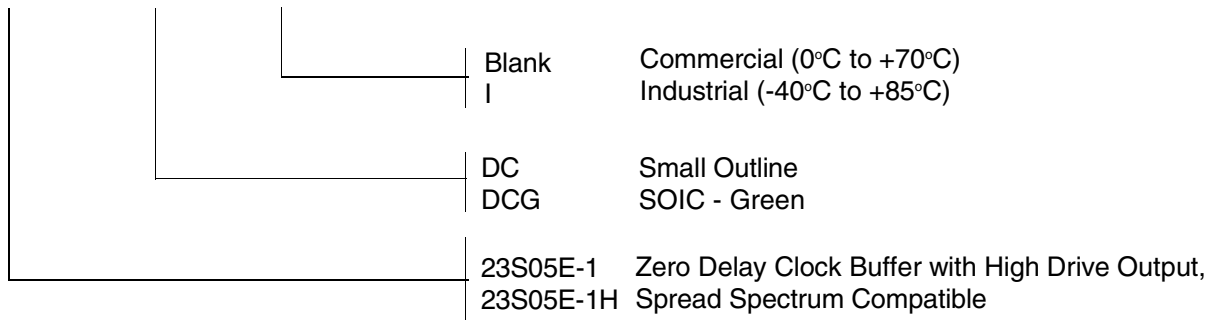 Blank Commercial (0°C to +70°C)
I Industrial (-40°C to +85°C)
DC Small Outline
DCG SOIC - Green
23S05E-1 Zero Delay Clock Buffer with High Drive Output,
23S05E-1H Spread Spectrum Compatible